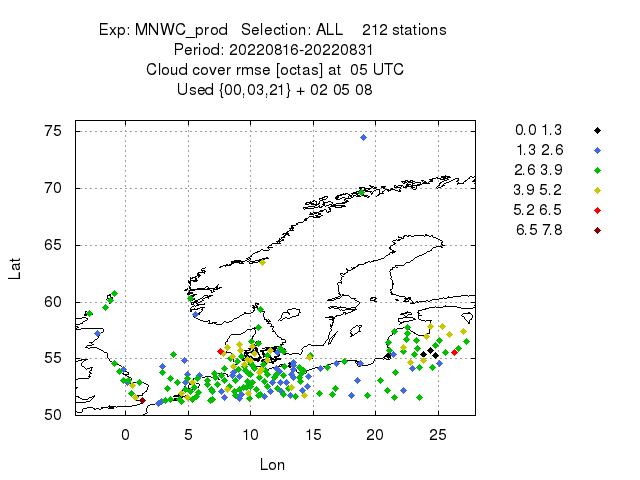 Exp: MNWC_prod Selection: ALL 212 stations
Period: 20220816-20220831
Cloud cover rmse [octas] at 05 UTC
Used {00,03,21} + 02 05 08
75
70
65
60
55
50
Lat
0 5 10 15 20 25
Lon
0.0 1.3
1.3 2.6
2.6 3.9
3.9 5.2
5.2 6.5
6.5 7.8